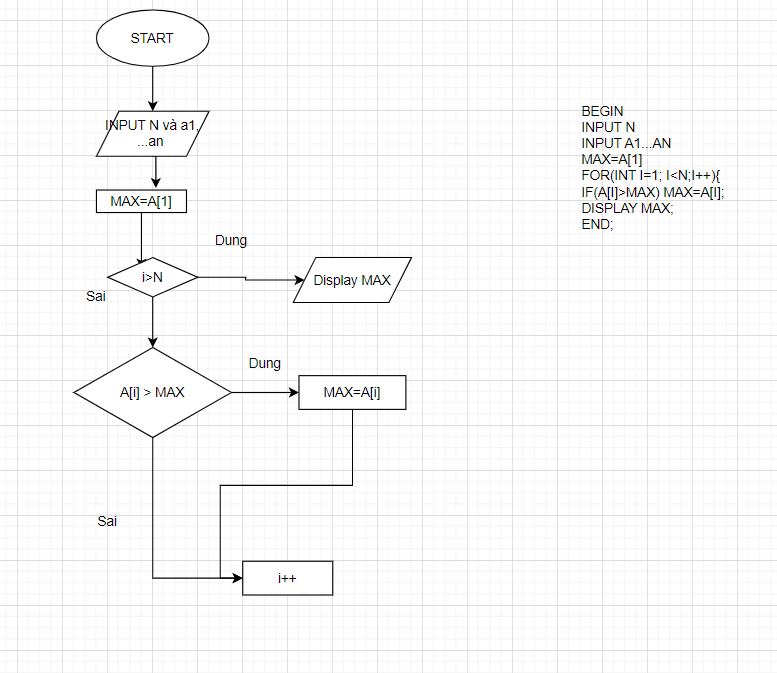 START
INPUT N và a1,
...an
MAX=A[1]
Dung
i>N
Display MAX
Sai
Dung
A[i] > MAX
MAX=A[i]
Sai
i++
BEGIN
INPUT N
INPUT A1...AN
MAX=A[1]
FOR(INT I=1; I<N;I++){
IF(A[I]>MAX) MAX=A[I];
DISPLAY MAX;
END;